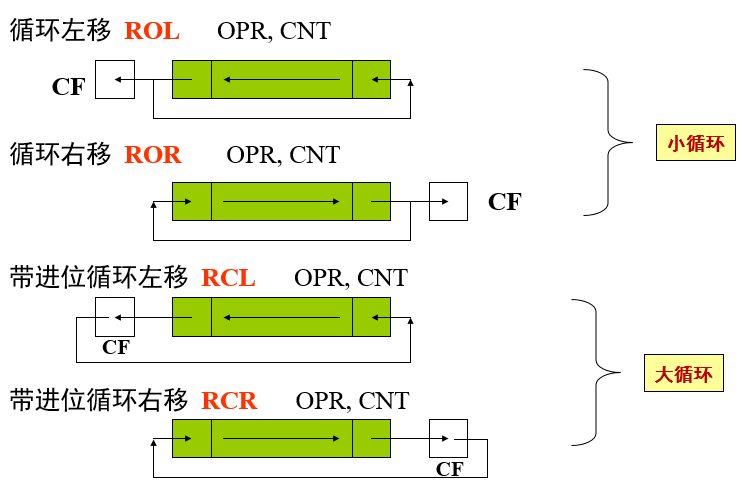 循环左移 ROL OPR, CNT
CF
循环右移 ROR OPR, CNT
小循环
CF
带进位循环左移 RCL OPR, CNT
CF
大循环
带进位循环右移 RCR OPR, CNT
CF